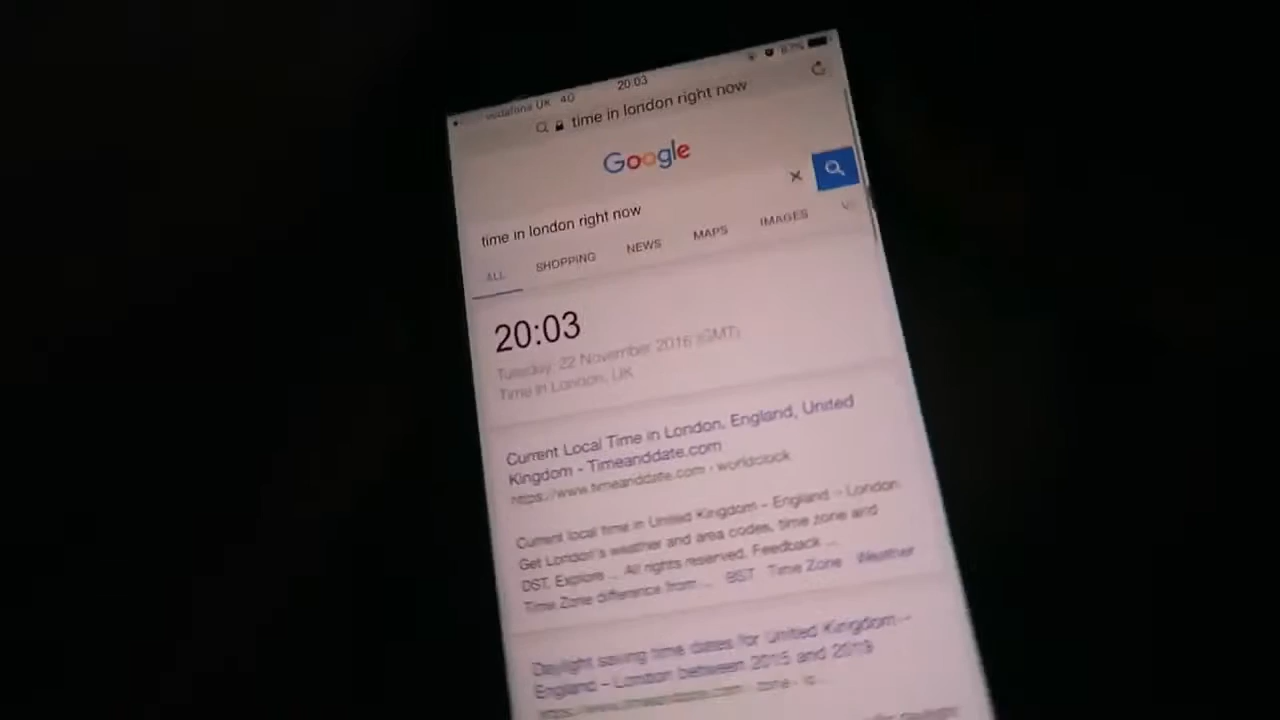 vodafone UK 4G 20:03 87%
time in london right now
Google
time in london right now
ALL SHOPPING NEWS MAPS IMAGES
20:03
Tuesday, 22 November 2016 (GMT)
Time in London, UK
Current Local Time in London, England, United
Kingdom - Timeanddate.com
https://www.timeanddate.com › worldclock
Current local time in United Kingdom – England – London.
Get London's weather and area codes, time zone and
DST. Explore ... All rights reserved. Feedback ...
Time Zone difference from ... BST Time Zone Weather
Daylight saving time dates for United Kingdom –
England – London between 2015 and 2019